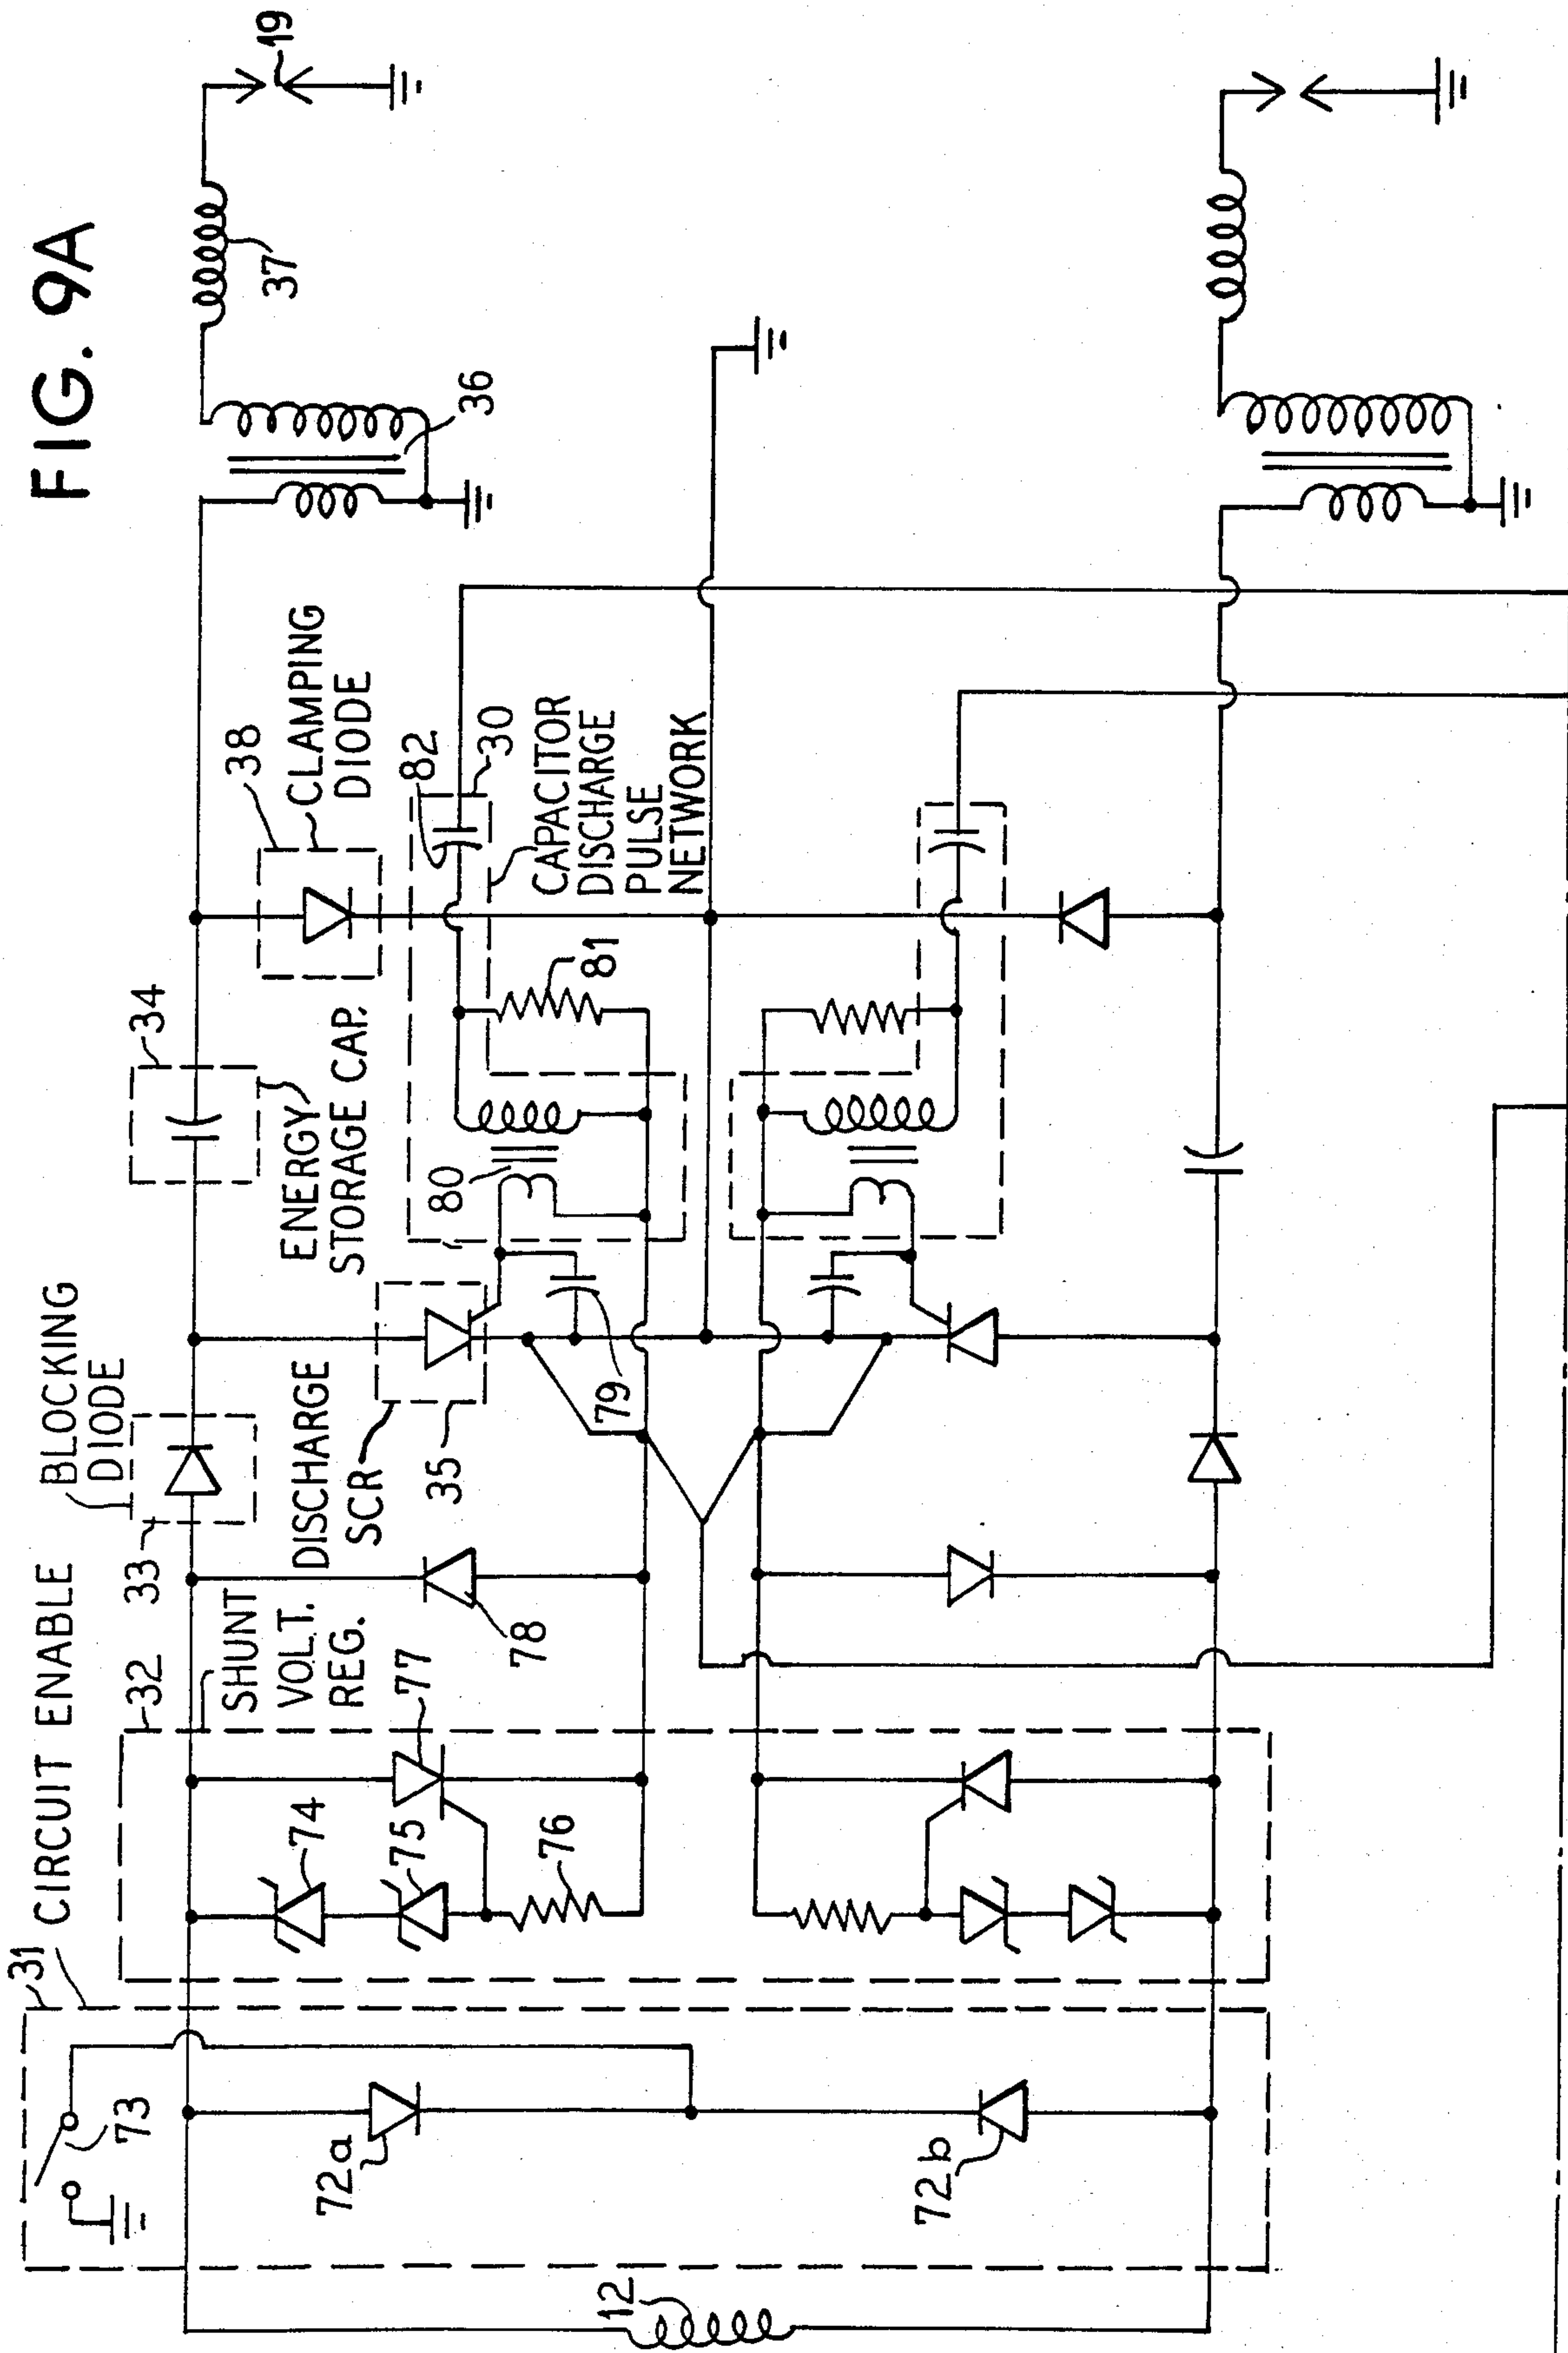 FIG. 9A
31
CIRCUIT ENABLE
32
SHUNT
VOLT.
REG.
BLOCKING
DIODE
33
34
ENERGY
STORAGE CAP.
38
CLAMPING
DIODE
37
19
36
DISCHARGE
SCR
35
80
81
82
30
CAPACITOR
DISCHARGE
PULSE
NETWORK
73
74
75
76
77
78
79
72a
72b
12